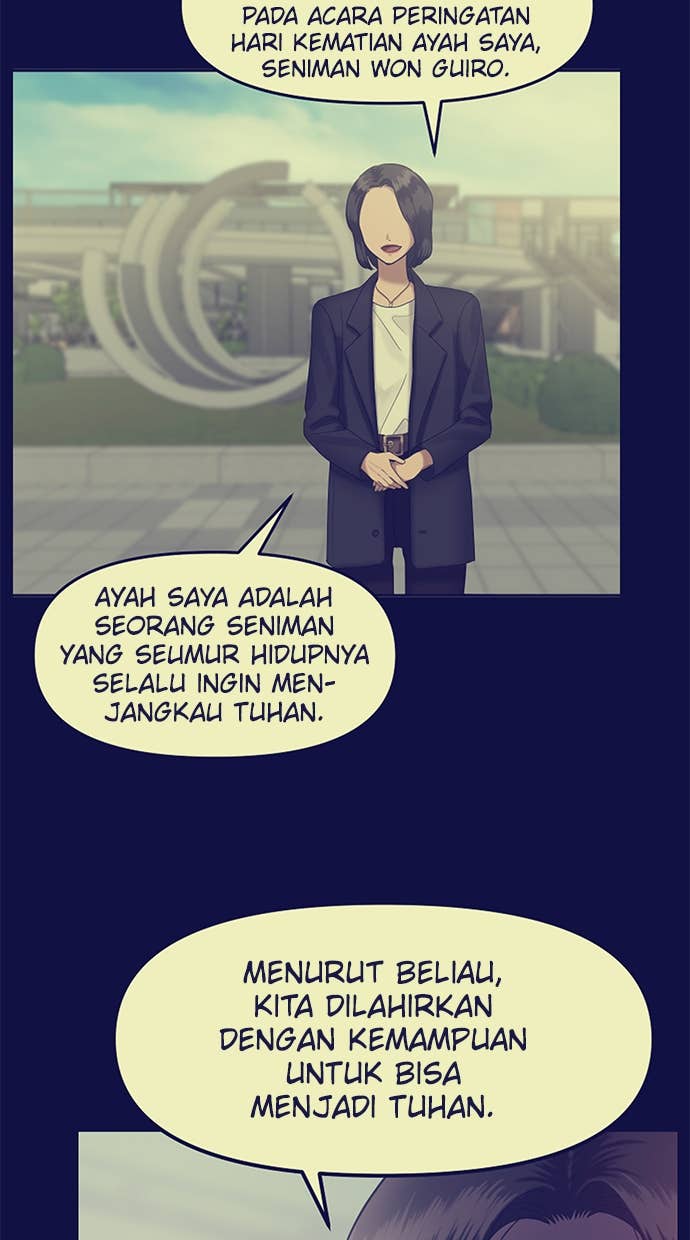 PADA ACARA PERINGATAN
HARI KEMATIAN AYAH SAYA,
SENIMAN WON GUIRO.
AYAH SAYA ADALAH
SEORANG SENIMAN
YANG SEUMUR HIDUPNYA
SELALU INGIN MEN-
JANGKAU TUHAN.
MENURUT BELIAU,
KITA DILAHIRKAN
DENGAN KEMAMPUAN
UNTUK BISA
MENJADI TUHAN.